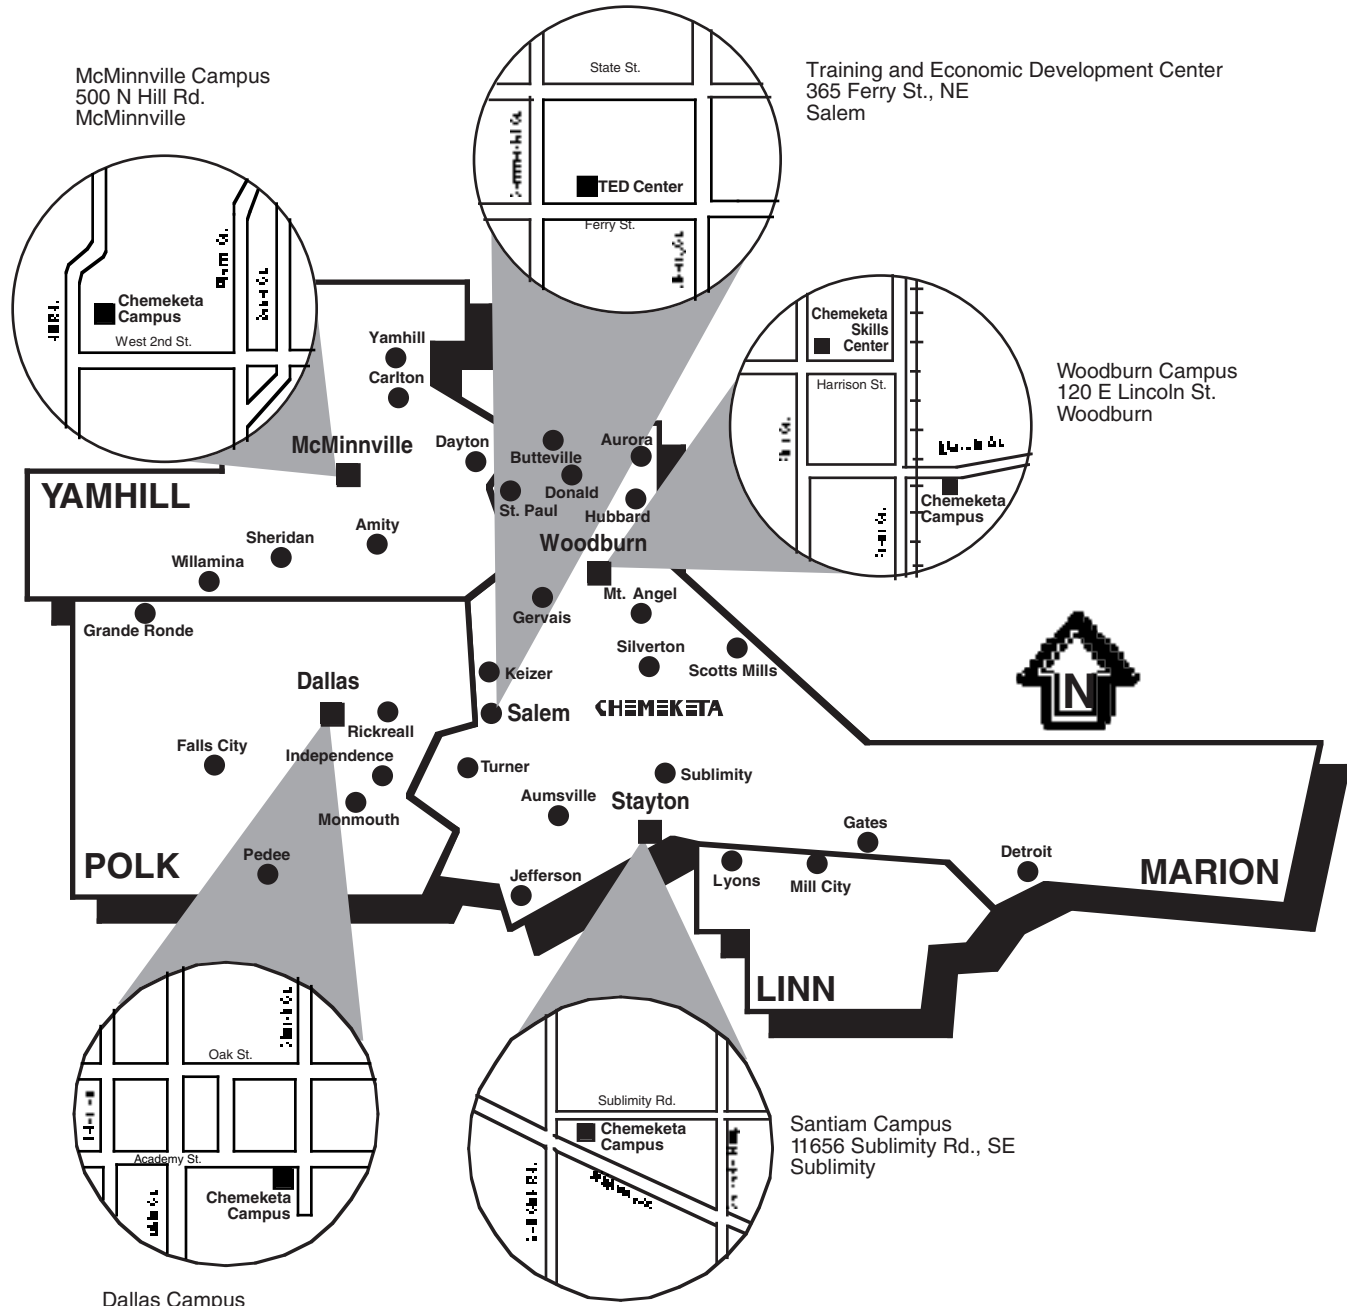 McMinnville Campus
500 N Hill Rd.
McMinnville
State St.
TED Center
Ferry St.
Training and Economic Development Center
365 Ferry St., NE
Salem
Chemeketa
Campus
West 2nd St.
Chemeketa
Skills
Center
Harrison St.
Chemeketa
Campus
Woodburn Campus
120 E Lincoln St.
Woodburn
Yamhill
Carlton
McMinnville
Dayton
Butteville
Aurora
Donald
St. Paul
Hubbard
YAMHILL
Amity
Sheridan
Willamina
Woodburn
Mt. Angel
Gervais
Grande Ronde
Silverton
Scotts Mills
Keizer
Dallas
Salem
CHEMEKETA
N
Rickreall
Falls City
Independence
Turner
Sublimity
Aumsville
Stayton
Monmouth
Gates
POLK
Pedee
Jefferson
Lyons
Mill City
Detroit
MARION
LINN
Oak St.
Academy St.
Chemeketa
Campus
Sublimity Rd.
Chemeketa
Campus
Santiam Campus
11656 Sublimity Rd., SE
Sublimity
Dallas Campus